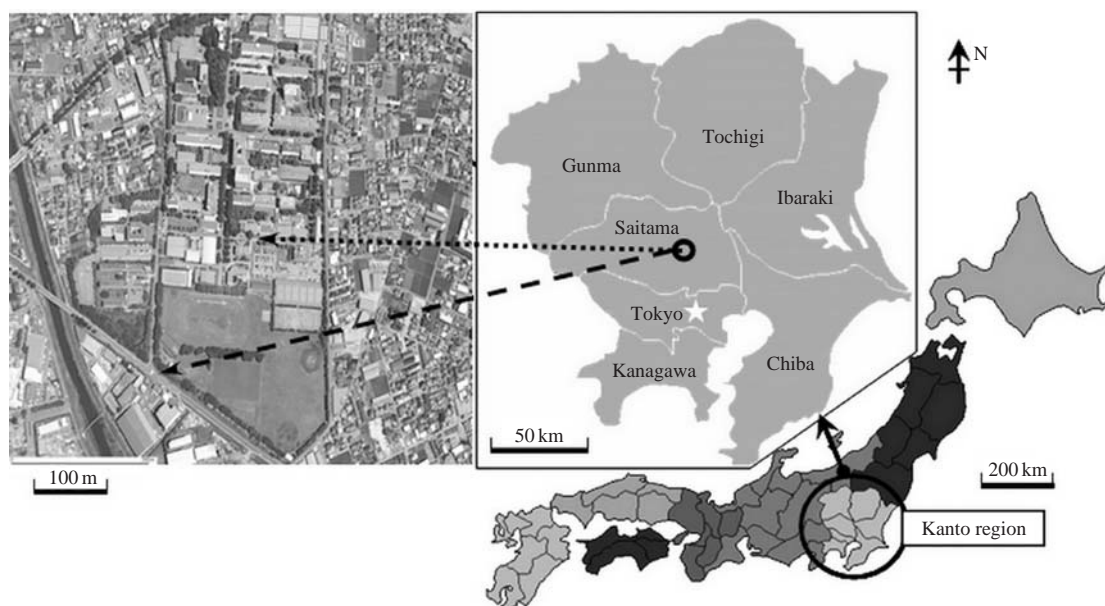 N
Tochigi
Gunma
Ibaraki
Saitama
Tokyo
Kanagawa
Chiba
50 km
100 m
200 km
Kanto region